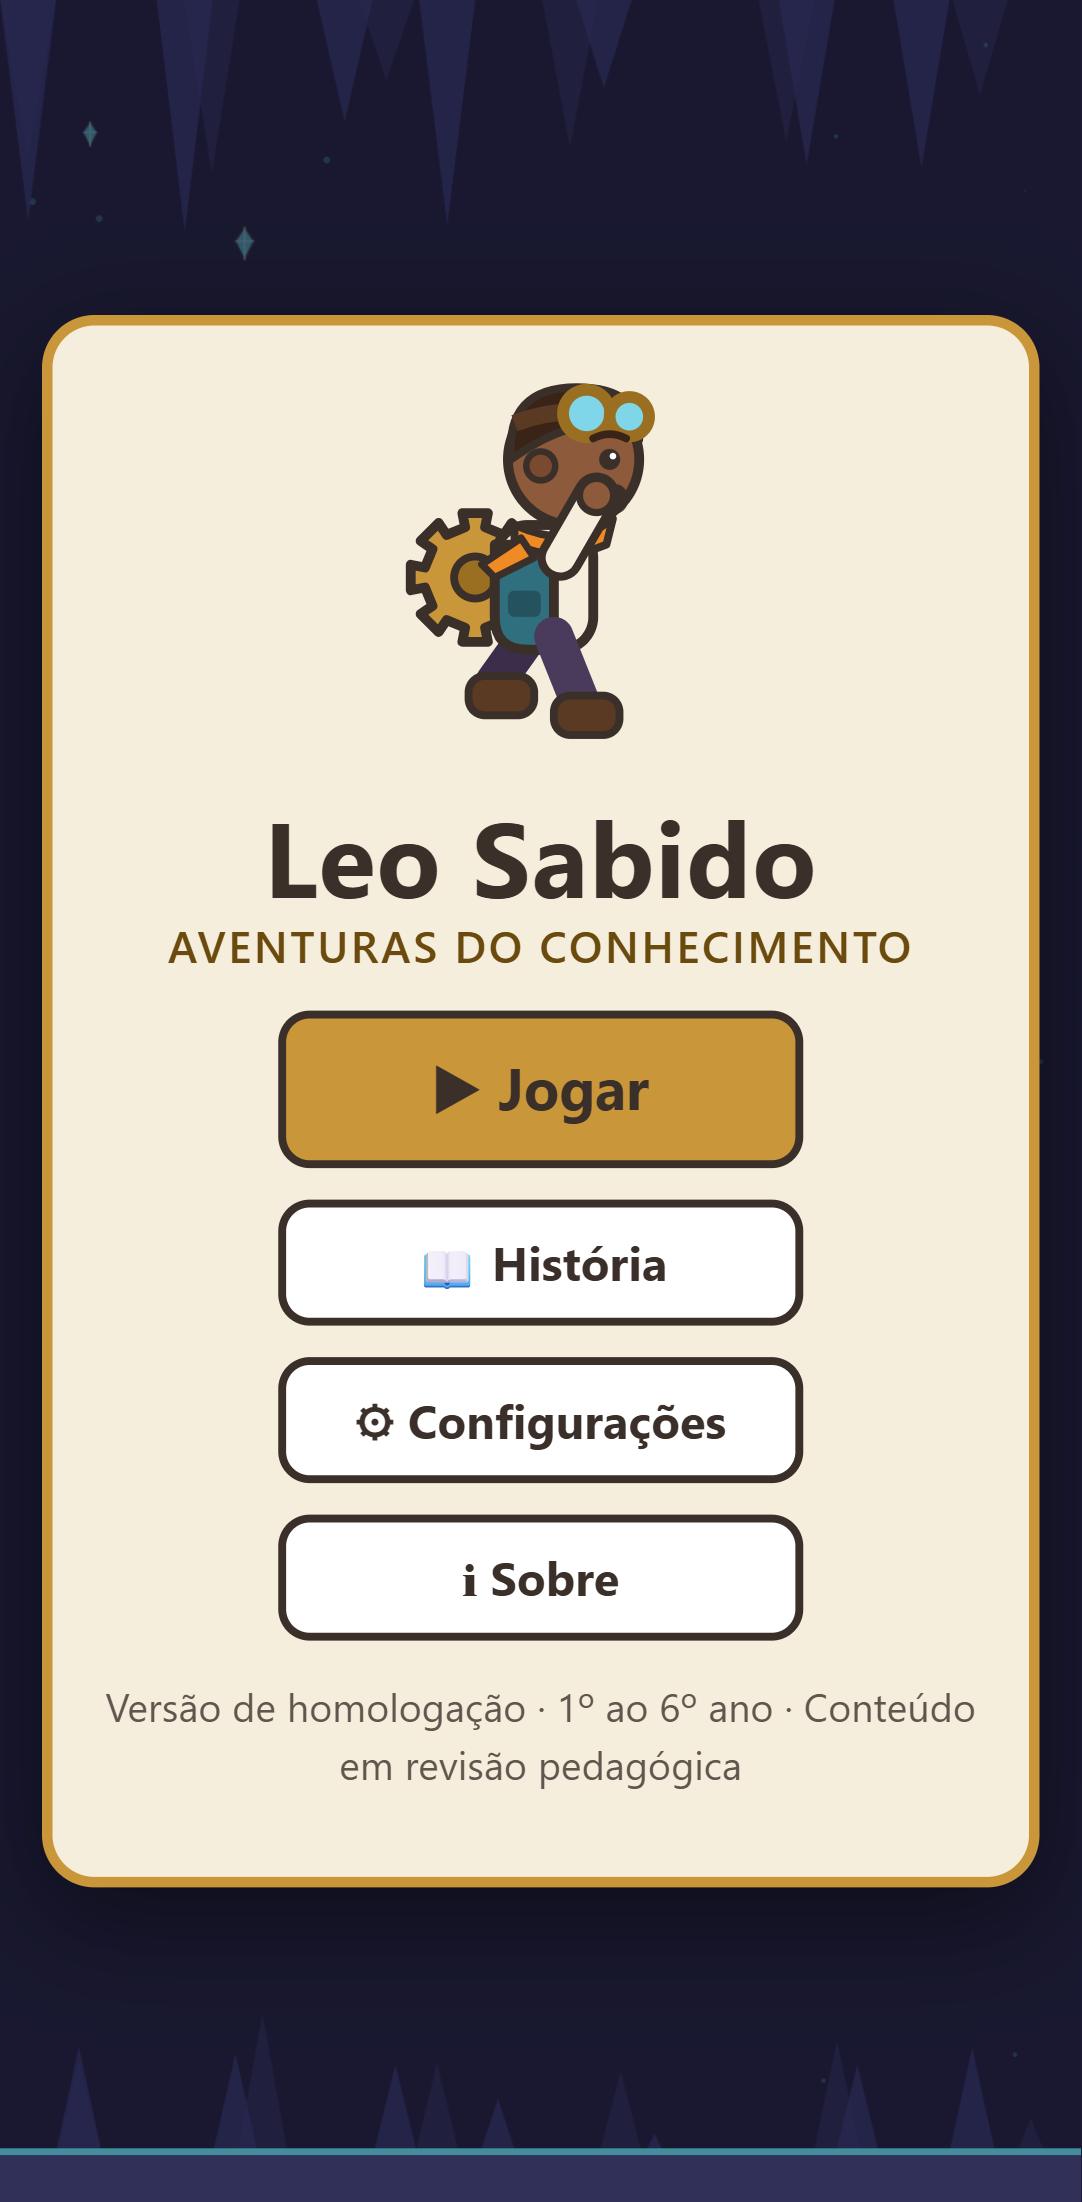 Leo Sabido
AVENTURAS DO CONHECIMENTO
▶ Jogar
📖 História
⚙ Configurações
ℹ Sobre
Versão de homologação · 1º ao 6º ano · Conteúdo
em revisão pedagógica